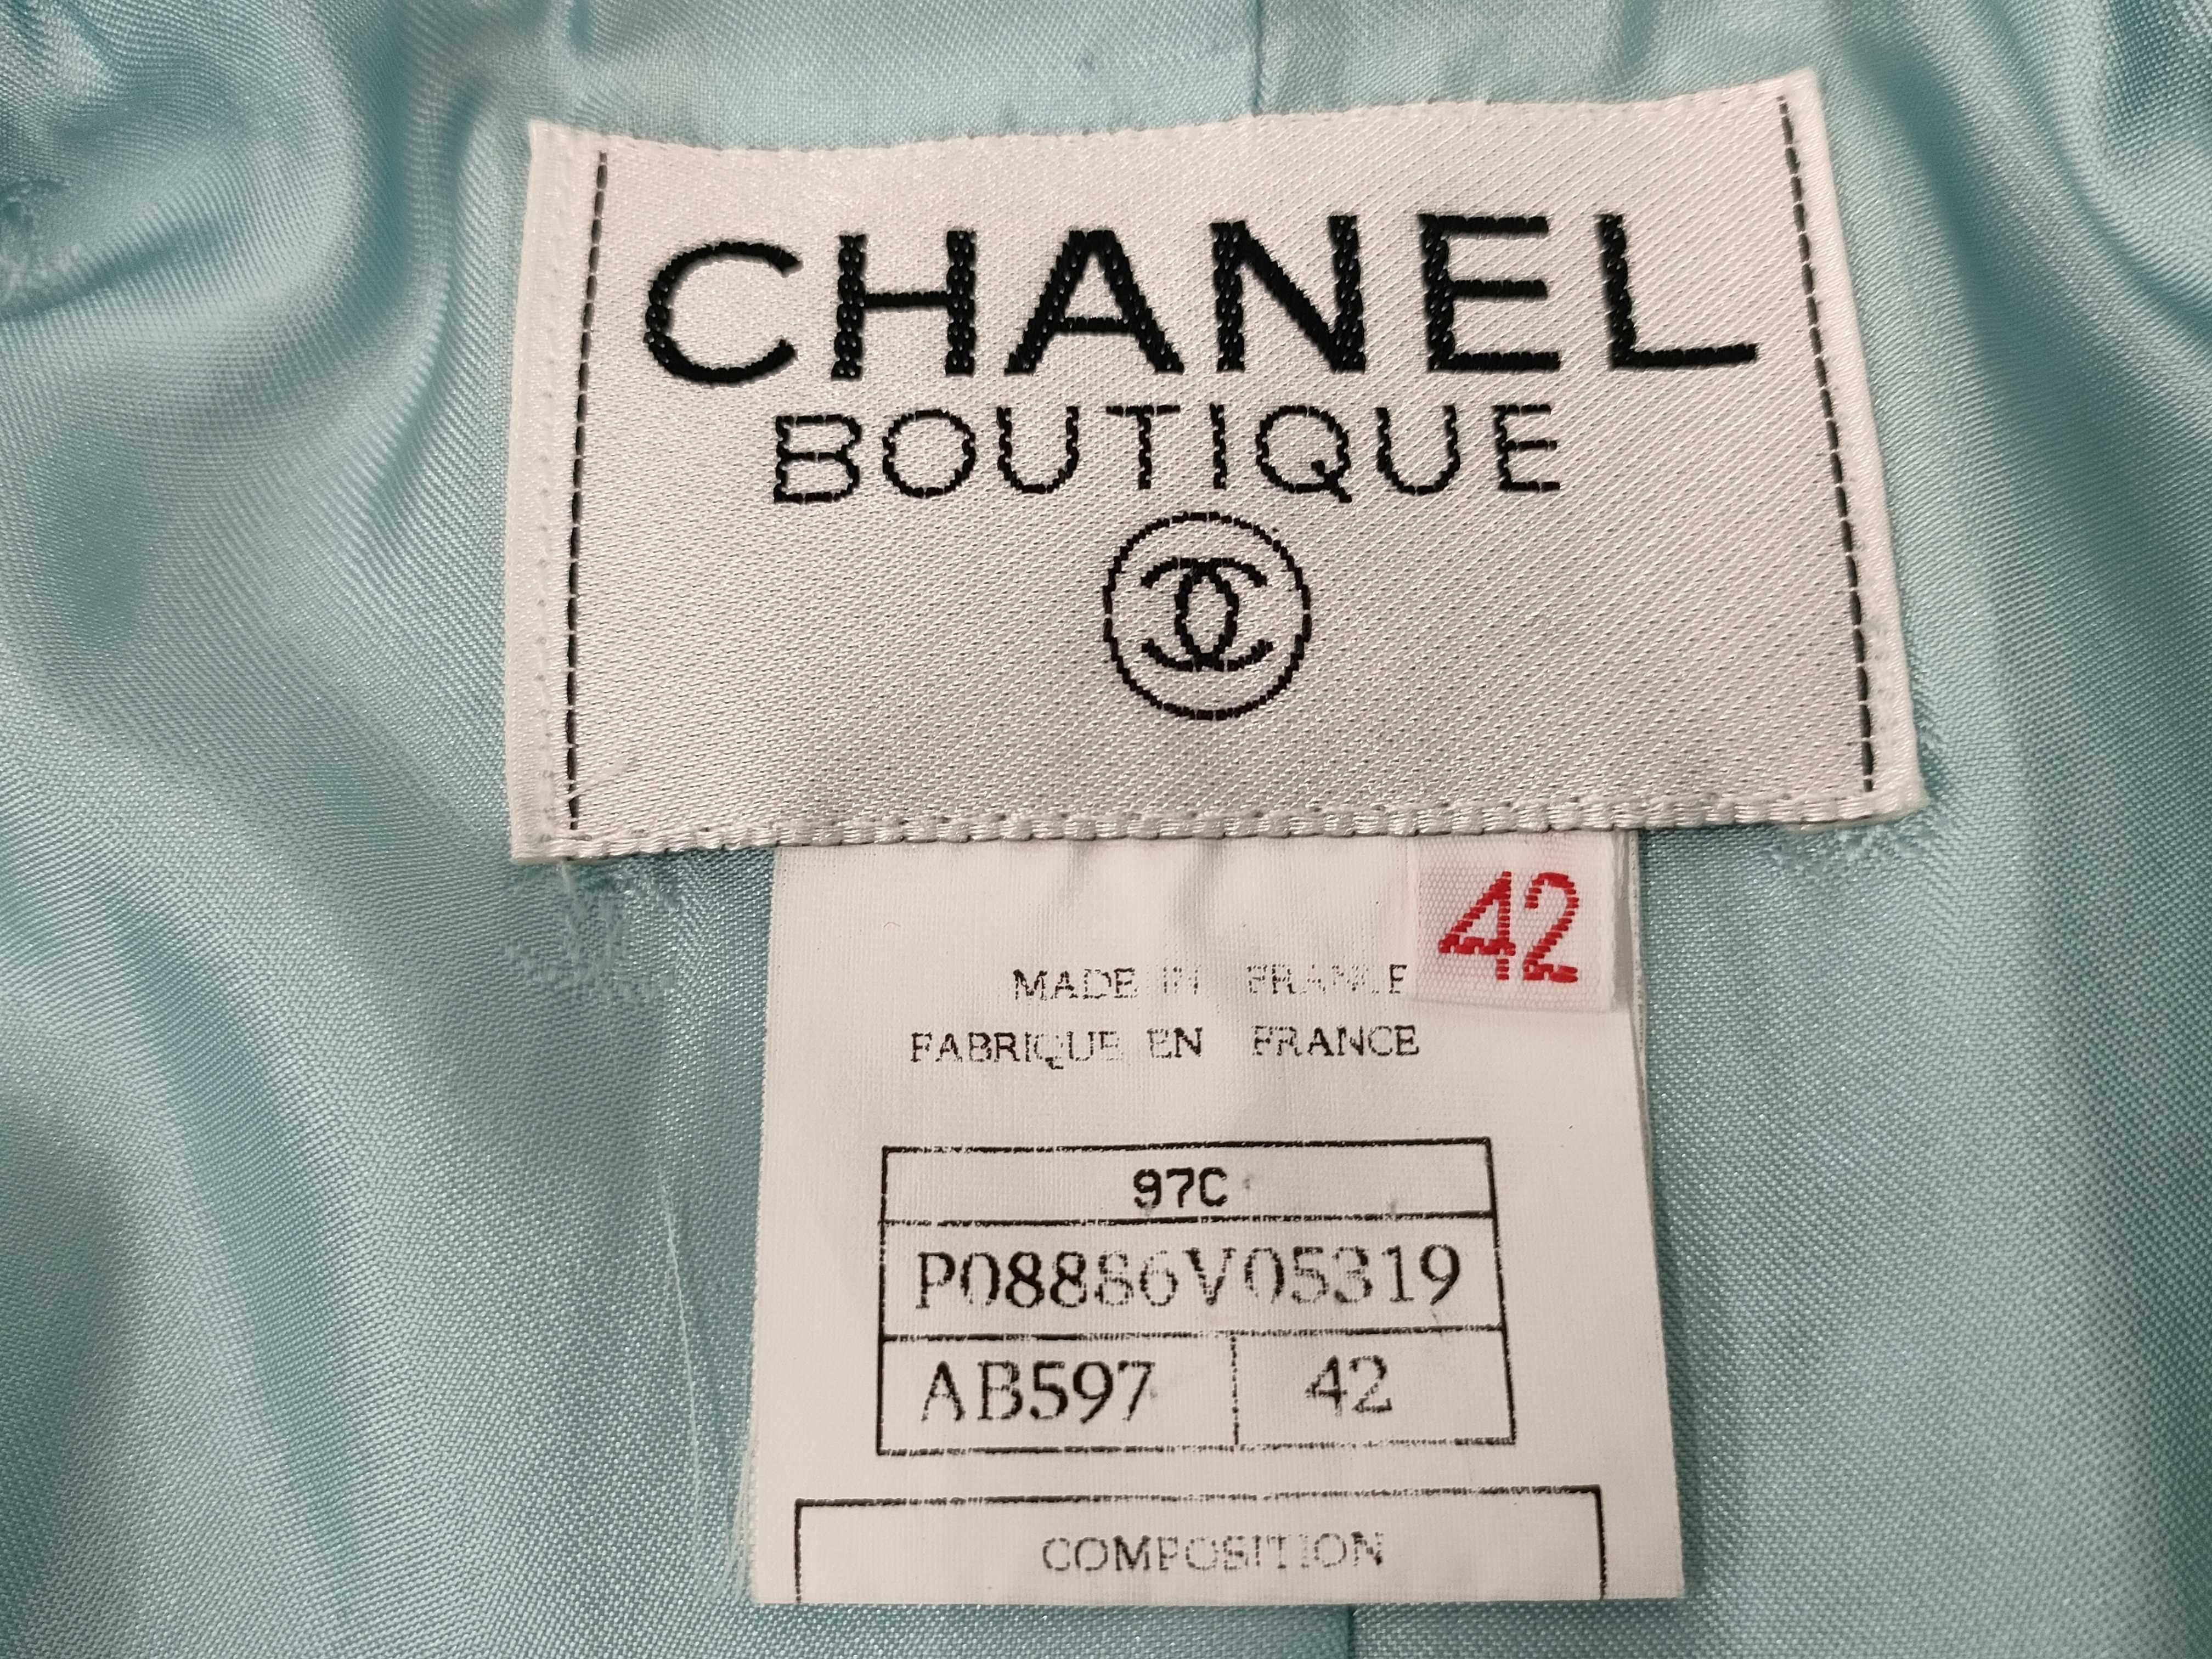 CHANEL
BOUTIQUE
42
MADE IN FRANCE
FABRIQUE EN FRANCE
97C
P08886V05319
AB597 42
COMPOSITION